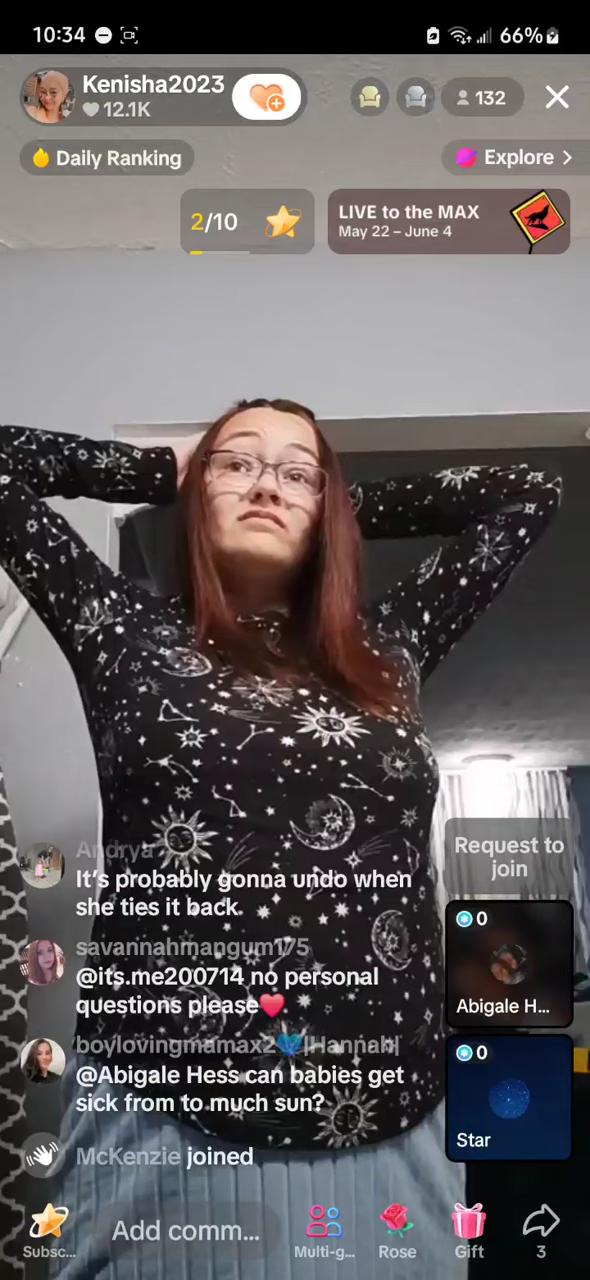 10:34
66%
Kenisha2023
12.1K
132
Daily Ranking
Explore >
2/10
LIVE to the MAX
May 22 – June 4
Request to
join
0
Abigale H...
0
Star
Andrya
It's probably gonna undo when
she ties it back
savannahmangum175
@its.me200714 no personal
questions please❤️
boylovingmamax2💙|Hannah|
@Abigale Hess can babies get
sick from to much sun?
McKenzie joined
Subsc...
Add comm...
Multi-g...
Rose
Gift
3